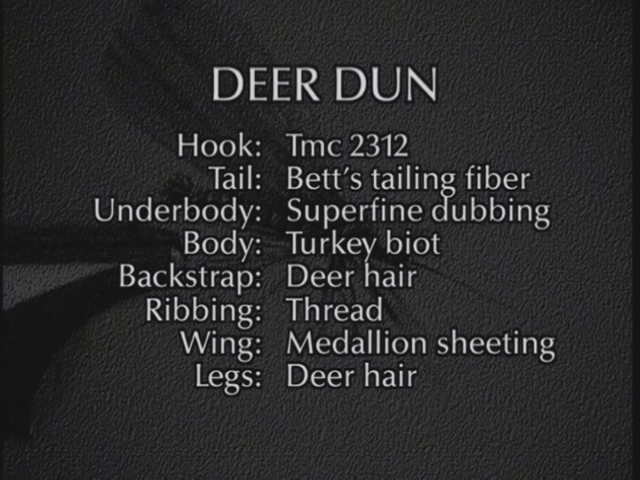 DEER DUN
Hook: Tmc 2312
Tail: Bett's tailing fiber
Underbody: Superfine dubbing
Body: Turkey biot
Backstrap: Deer hair
Ribbing: Thread
Wing: Medallion sheeting
Legs: Deer hair